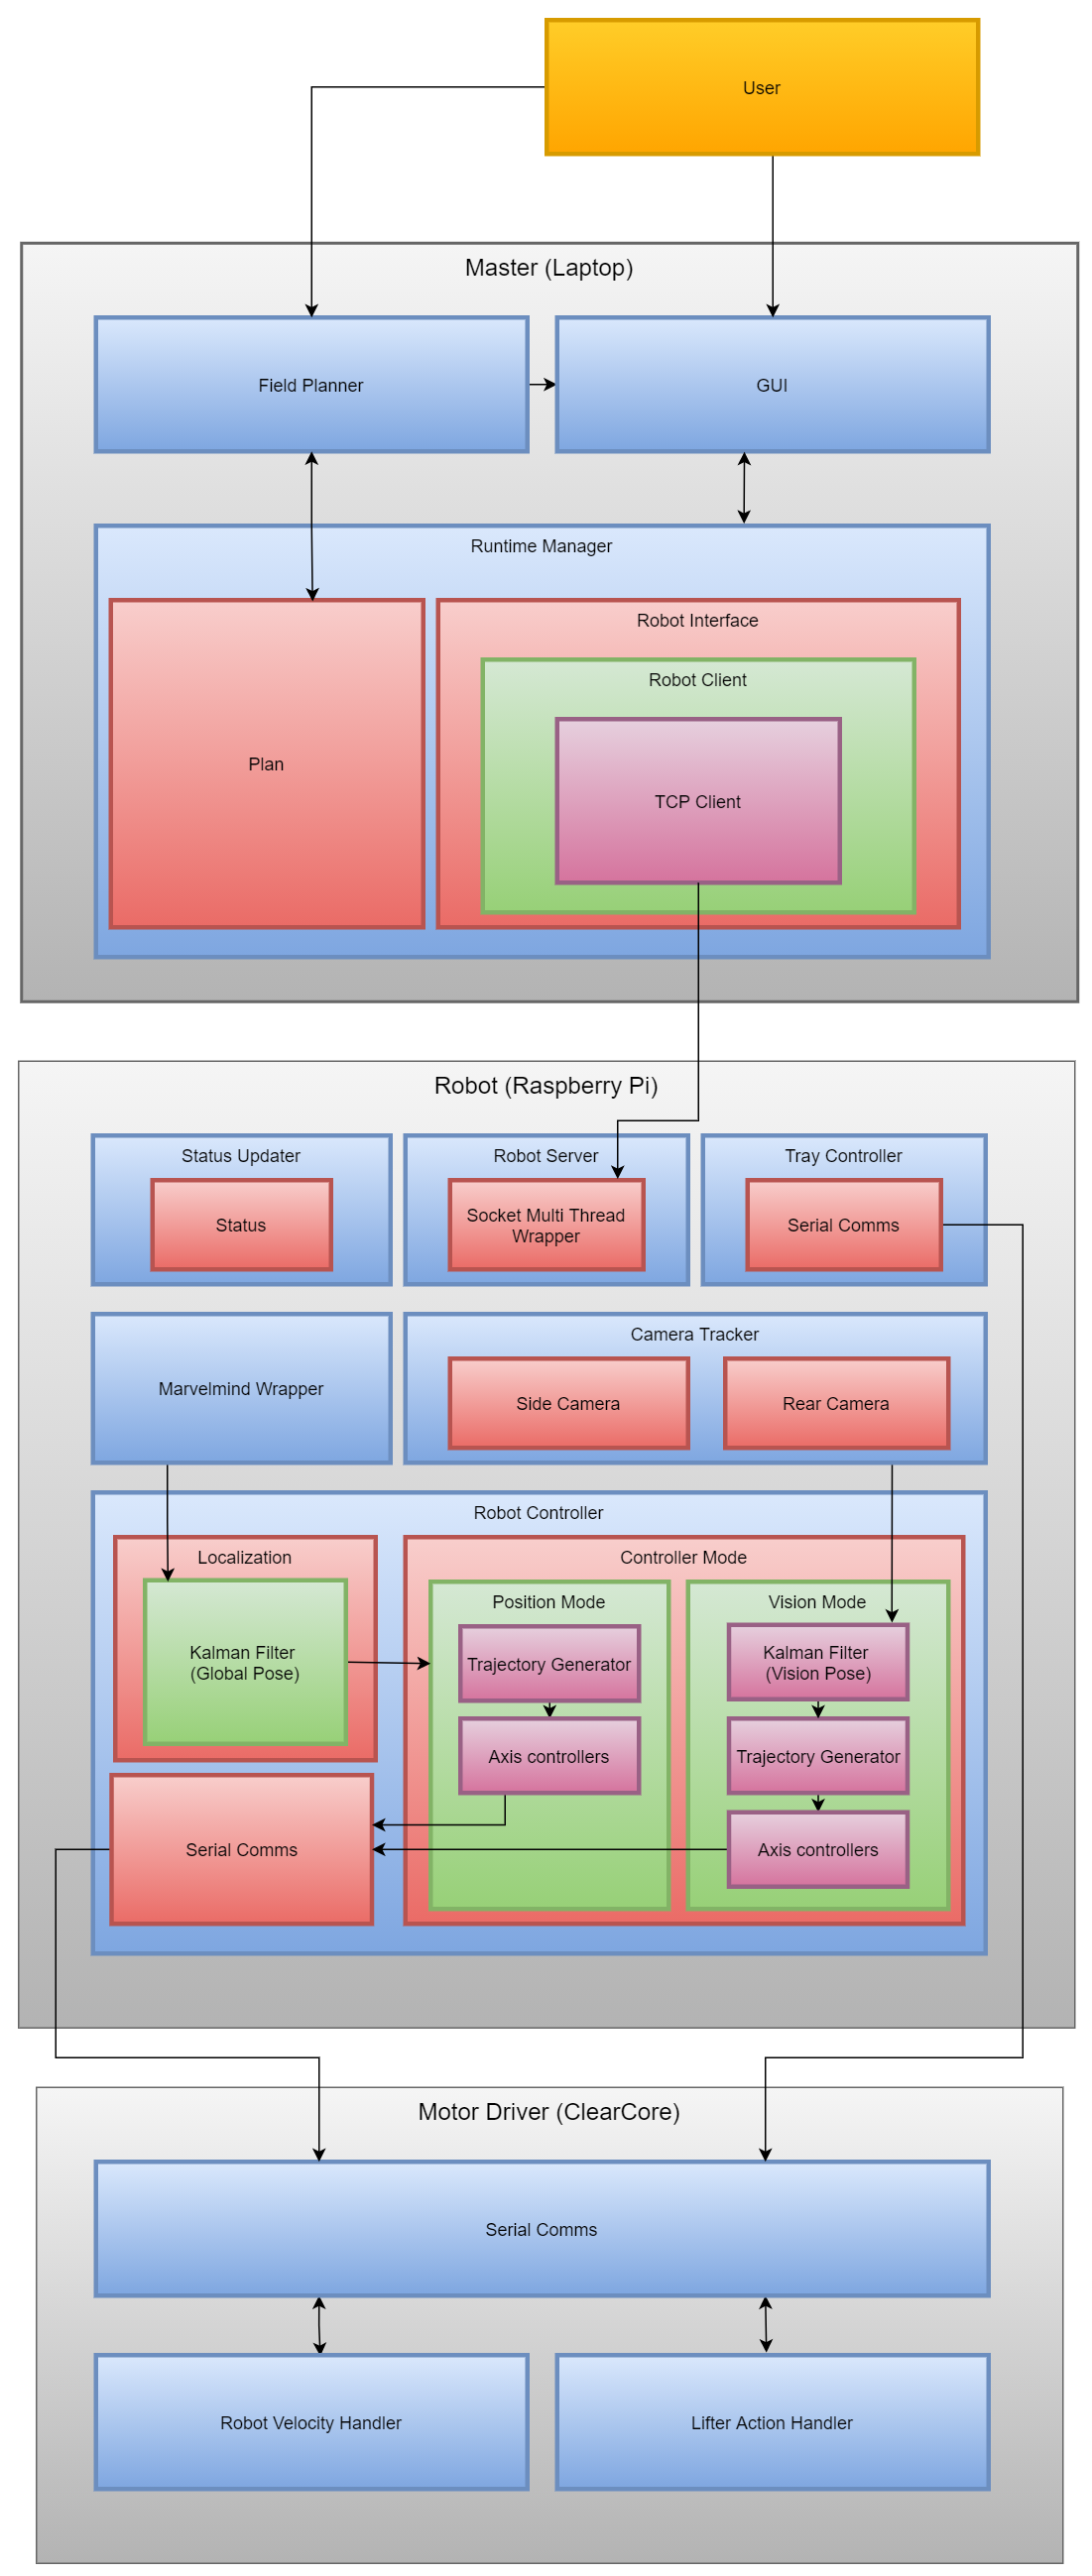 User
Master (Laptop)
Field Planner
GUI
Runtime Manager
Plan
Robot Interface
Robot Client
TCP Client
Robot (Raspberry Pi)
Status Updater
Status
Robot Server
Socket Multi Thread
Wrapper
Tray Controller
Serial Comms
Marvelmind Wrapper
Camera Tracker
Side Camera
Rear Camera
Robot Controller
Localization
Kalman Filter
(Global Pose)
Controller Mode
Position Mode
Trajectory Generator
Axis controllers
Vision Mode
Kalman Filter
(Vision Pose)
Trajectory Generator
Axis controllers
Serial Comms
Motor Driver (ClearCore)
Serial Comms
Robot Velocity Handler
Lifter Action Handler